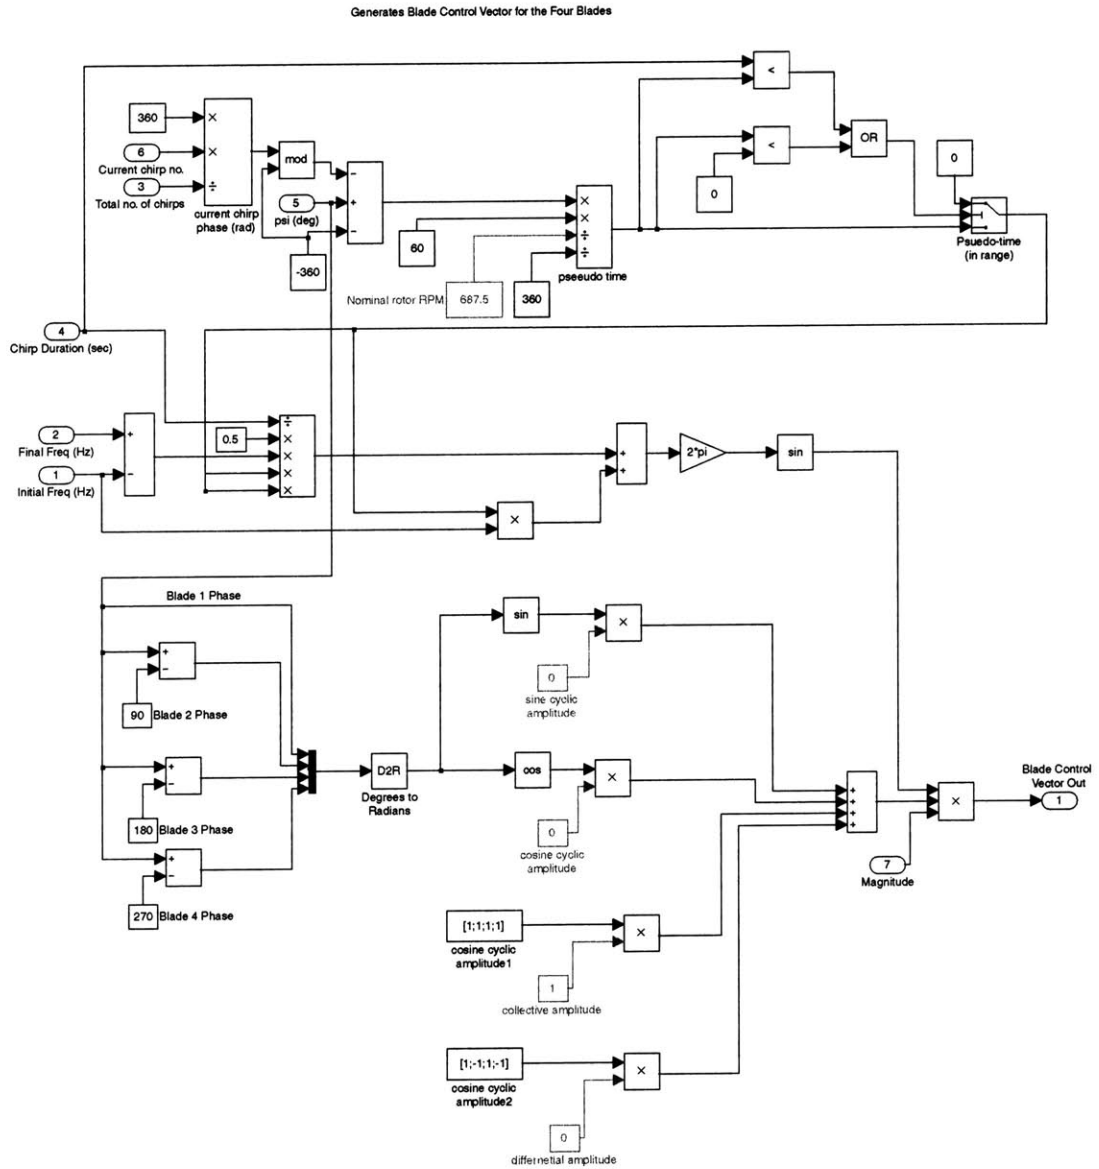 Generates Blade Control Vector for the Four Blades
<
360
×
6
×
Current chirp no.
3
÷
Total no. of chirps
current chirp
phase (rad)
mod
-
5
+
psi (deg)
-
-360
<
0
OR
0
×
×
÷
÷
60
pseeudo time
Nominal rotor RPM
687.5
360
Psuedo-time
(in range)
4
Chirp Duration (sec)
2
Final Freq (Hz)
+
1
-
Initial Freq (Hz)
÷
0.5
×
×
×
×
+
+
2*pi
sin
×
Blade 1 Phase
+
-
90
Blade 2 Phase
+
-
180
Blade 3 Phase
+
-
270
Blade 4 Phase
D2R
Degrees to
Radians
sin
×
0
sine cyclic
amplitude
cos
×
0
cosine cyclic
amplitude
[1;1;1;1]
cosine cyclic
amplitude1
×
1
collective amplitude
[1;-1;1;-1]
cosine cyclic
amplitude2
×
0
differnetial amplitude
+
+
+
+
×
7
Magnitude
Blade Control
Vector Out
1